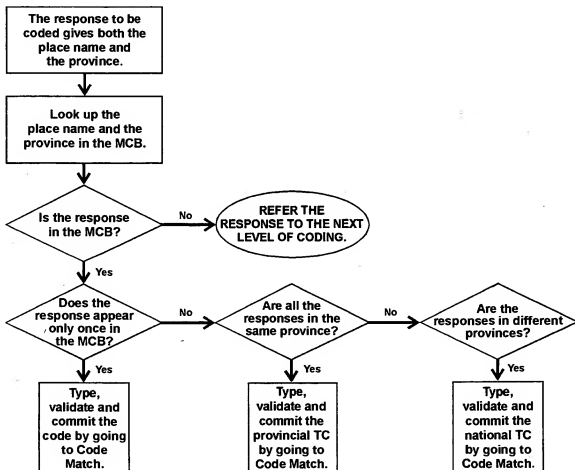 The response to be
coded gives both the
place name and
the province.
Look up the
place name and the
province in the MCB.
Is the response
in the MCB?
No
REFER THE
RESPONSE TO THE NEXT
LEVEL OF CODING.
Yes
Does the
response appear
only once in
the MCB?
No
Are all the
responses in the
same province?
No
Are the
responses in different
provinces?
Yes
Yes
Yes
Type,
validate and
commit the
code by going
to Code
Match.
Type,
validate and
commit the
provincial TC
by going to
Code Match.
Type,
validate and
commit the
national TC
by going to
Code Match.